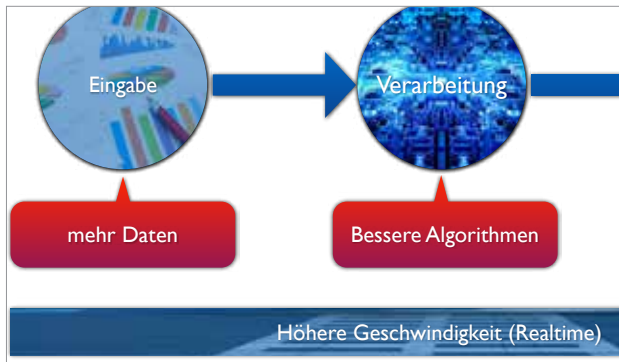 Eingabe
Verarbeitung
mehr Daten
Bessere Algorithmen
Höhere Geschwindigkeit (Realtime)